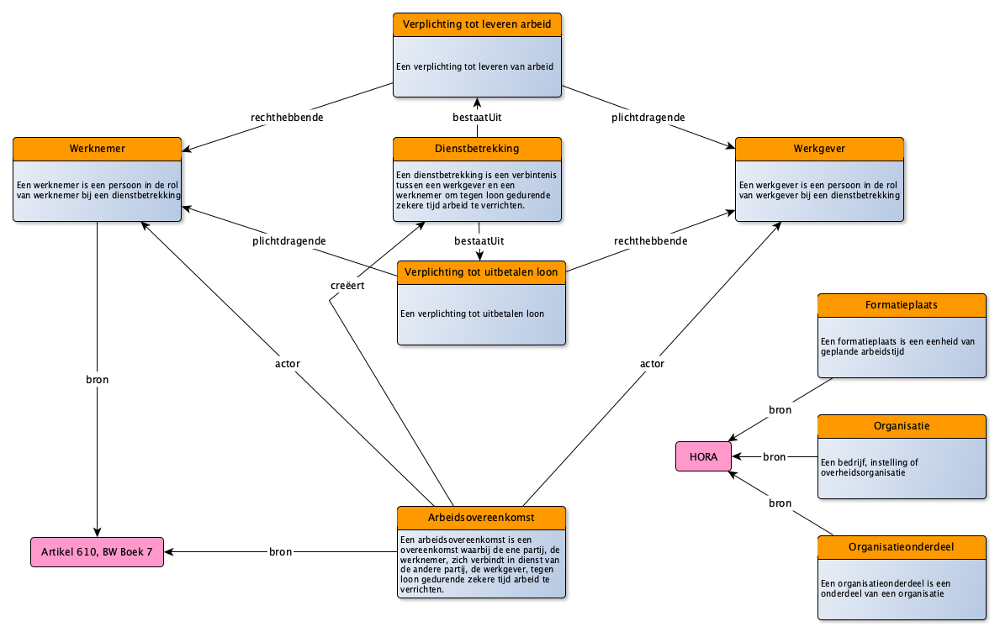 Verplichting tot leveren arbeid
Een verplichting tot leveren van arbeid
rechthebbende
bestaatUit
plichtdragende
Werknemer
Een werknemer is een persoon in de rol
van werknemer bij een dienstbetrekking
Dienstbetrekking
Een dienstbetrekking is een verbintenis
tussen een werkgever en een
werknemer om tegen loon gedurende
zekere tijd arbeid te verrichten.
Werkgever
Een werkgever is een persoon in de rol
van werkgever bij een dienstbetrekking
plichtdragende
bestaatUit
rechthebbende
Verplichting tot uitbetalen loon
Een verplichting tot uitbetalen loon
creëert
Formatieplaats
Een formatieplaats is een eenheid van
geplande arbeidstijd
bron
actor
actor
bron
Organisatie
Een bedrijf, instelling of
overheidsorganisatie
HORA
bron
bron
Arbeidsovereenkomst
Een arbeidsovereenkomst is een
overeenkomst waarbij de ene partij, de
werknemer, zich verbindt in dienst van
de andere partij, de werkgever, tegen
loon gedurende zekere tijd arbeid te
verrichten.
Artikel 610, BW Boek 7
bron
Organisatieonderdeel
Een organisatieonderdeel is een
onderdeel van een organisatie